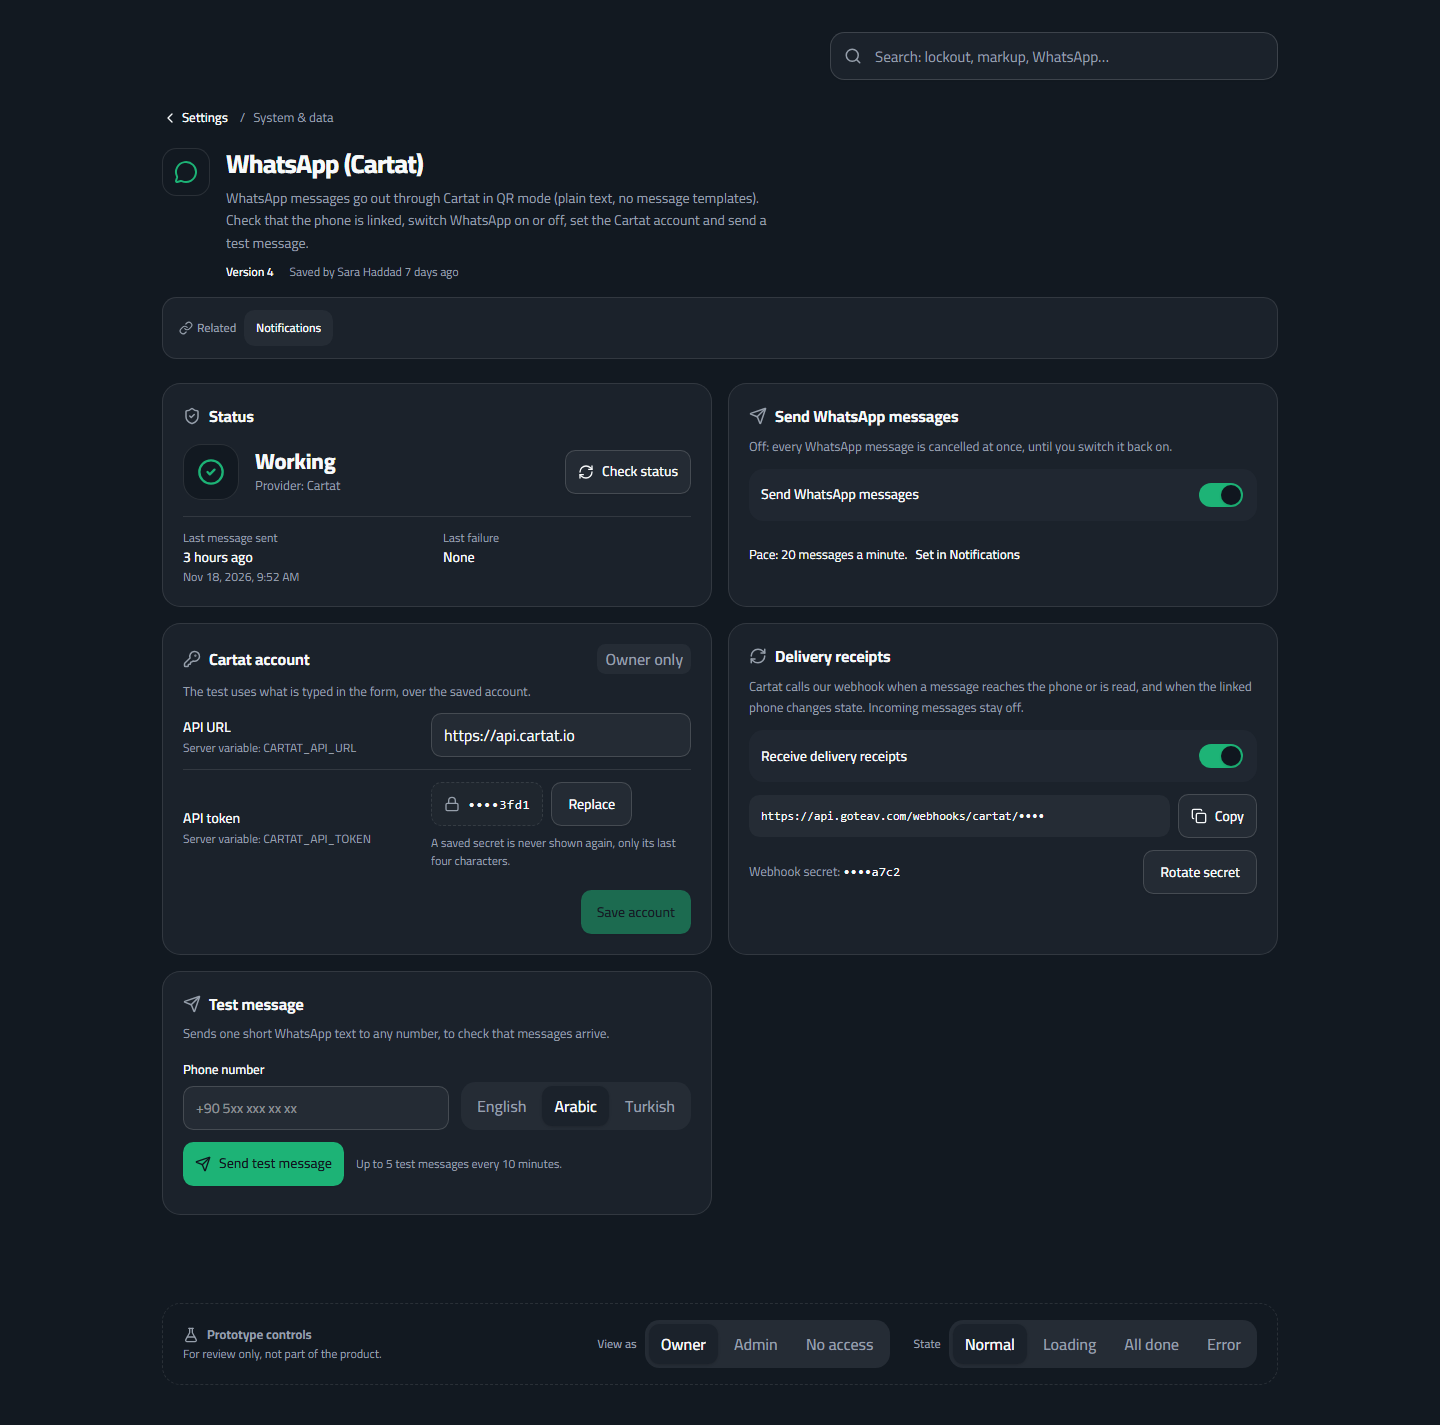 Search: lockout, markup, WhatsApp...
Settings / System & data
WhatsApp (Cartat)
WhatsApp messages go out through Cartat in QR mode (plain text, no message templates).
Check that the phone is linked, switch WhatsApp on or off, set the Cartat account and send a
test message.
Version 4 Saved by Sara Haddad 7 days ago
Related Notifications
Status
Working
Provider: Cartat
Check status
Last message sent
3 hours ago
Nov 18, 2026, 9:52 AM
Last failure
None
Send WhatsApp messages
Off: every WhatsApp message is cancelled at once, until you switch it back on.
Send WhatsApp messages
Pace: 20 messages a minute. Set in Notifications
Cartat account
Owner only
The test uses what is typed in the form, over the saved account.
API URL
Server variable: CARTAT_API_URL
https://api.cartat.io
API token
Server variable: CARTAT_API_TOKEN
••••3fd1
Replace
A saved secret is never shown again, only its last
four characters.
Save account
Delivery receipts
Cartat calls our webhook when a message reaches the phone or is read, and when the linked
phone changes state. Incoming messages stay off.
Receive delivery receipts
https://api.goteav.com/webhooks/cartat/••••
Copy
Webhook secret: ••••a7c2
Rotate secret
Test message
Sends one short WhatsApp text to any number, to check that messages arrive.
Phone number
+90 5xx xxx xx xx
English Arabic Turkish
Send test message
Up to 5 test messages every 10 minutes.
Prototype controls
For review only, not part of the product.
View as Owner Admin No access
State Normal Loading All done Error